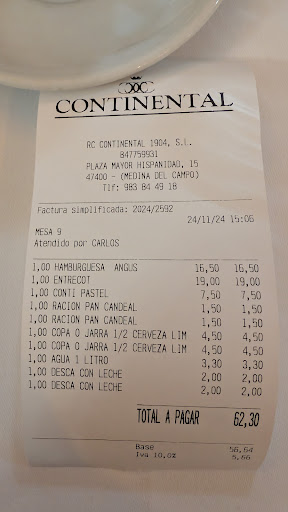 CONTINENTAL
RC CONTINENTAL 1904, S.L.
847759931
PLAZA MAYOR HISPANIDAD, 15
47400 - (MEDINA DEL CAMPO)
Tlf: 983 84 49 18
Factura simplificada: 2024/2592
24/11/24 15:06
MESA 9
Atendido por CARLOS
1,00 HAMBURGUESA ANGUS 16,50 16,50
1,00 ENTRECOT 19,00 19,00
1,00 CONTI PASTEL 7,50 7,50
1,00 RACION PAN CANDEAL 1,50 1,50
1,00 RACION PAN CANDEAL 1,50 1,50
1,00 COPA O JARRA 1/2 CERVEZA LIM 4,50 4,50
1,00 COPA O JARRA 1/2 CERVEZA LIM 4,50 4,50
1,00 AGUA 1 LITRO 3,30 3,30
1,00 DESCA CON LECHE 2,00 2,00
1,00 DESCA CON LECHE 2,00 2,00
TOTAL A PAGAR 62,30
Base 56,64
Iva 10.0% 5,66